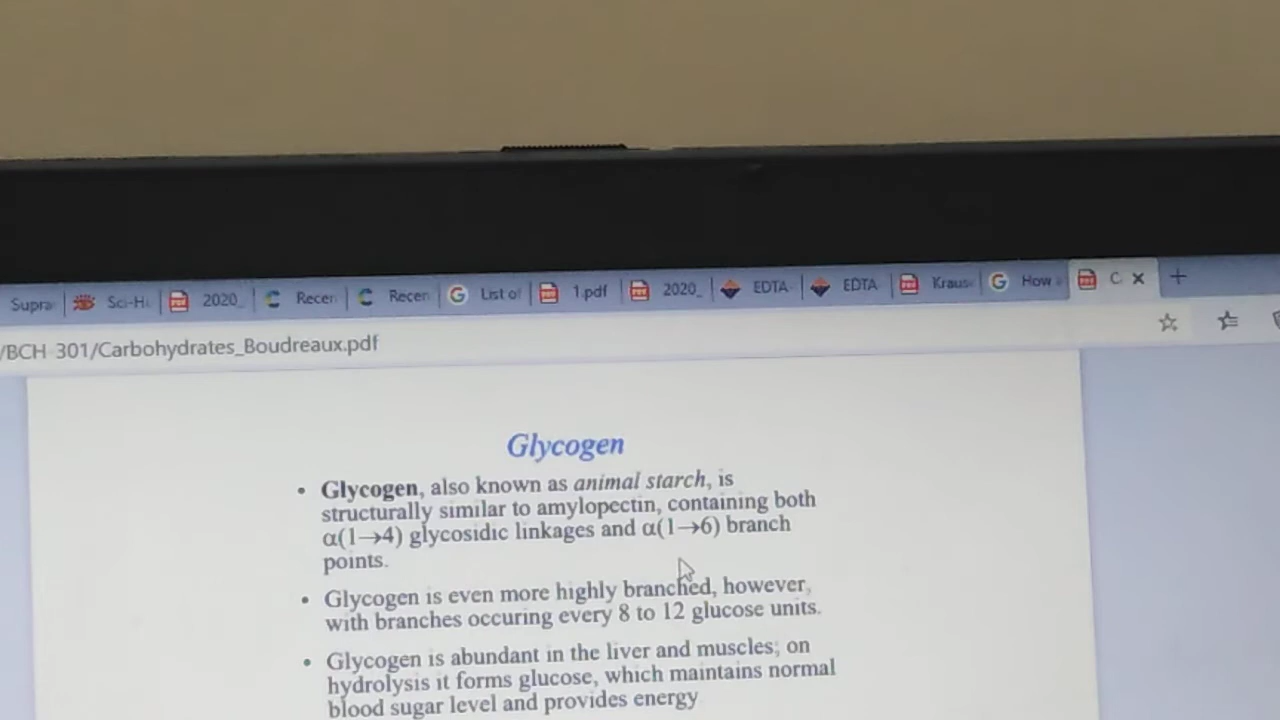 Supra Sci-H 2020_ Recen Recen List of 1.pdf 2020_ EDTA EDTA Kraus How C
/BCH 301/Carbohydrates_Boudreaux.pdf
Glycogen
• Glycogen, also known as animal starch, is
structurally similar to amylopectin, containing both
α(1→4) glycosidic linkages and α(1→6) branch
points.
• Glycogen is even more highly branched, however,
with branches occuring every 8 to 12 glucose units.
• Glycogen is abundant in the liver and muscles; on
hydrolysis it forms glucose, which maintains normal
blood sugar level and provides energy